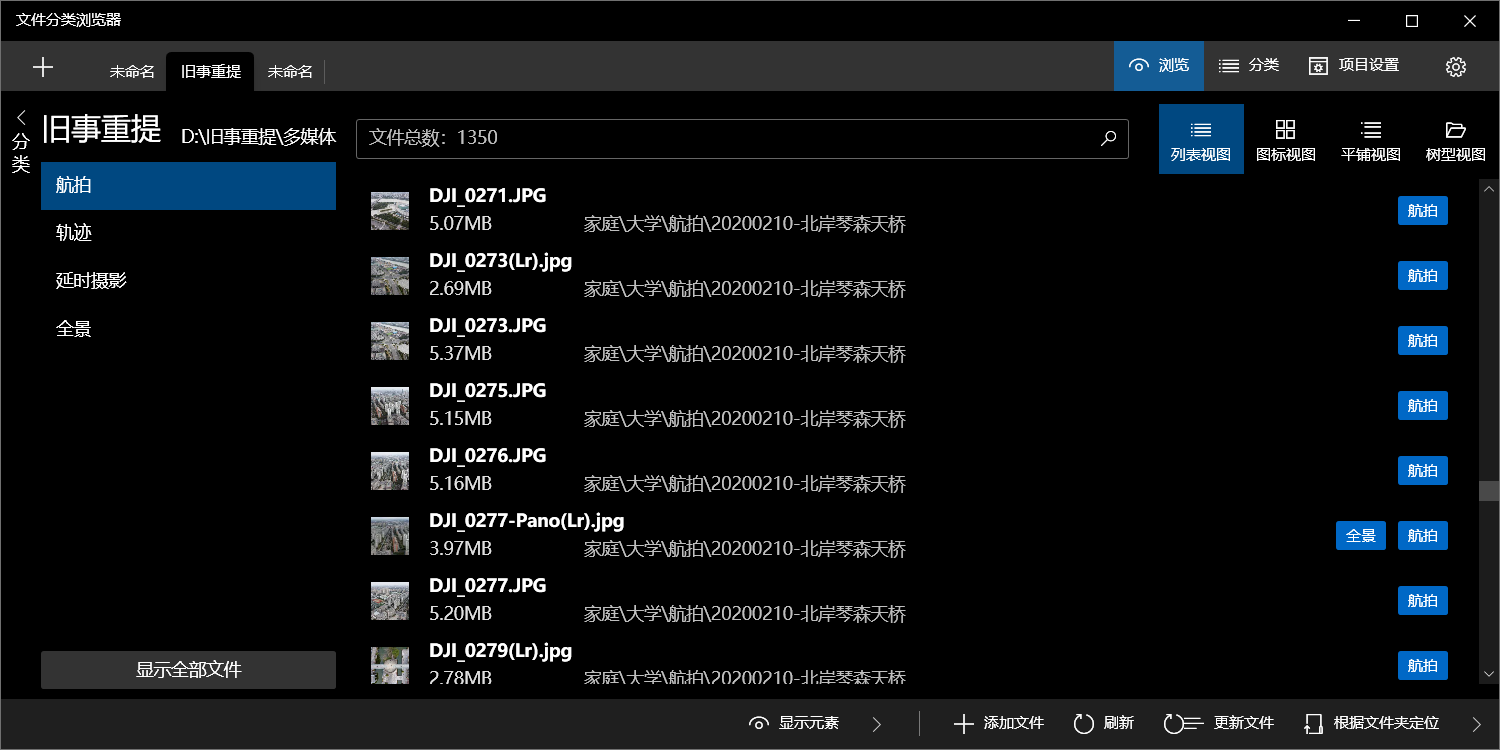 文件分类浏览器
未命名
旧事重提
未命名
浏览
分类
项目设置
分类
旧事重提 D:\旧事重提\多媒体
文件总数：1350
列表视图
图标视图
平铺视图
树型视图
航拍
轨迹
延时摄影
全景
显示全部文件
DJI_0271.JPG
5.07MB 家庭\大学\航拍\20200210-北岸琴森天桥
航拍
DJI_0273(Lr).jpg
2.69MB 家庭\大学\航拍\20200210-北岸琴森天桥
航拍
DJI_0273.JPG
5.37MB 家庭\大学\航拍\20200210-北岸琴森天桥
航拍
DJI_0275.JPG
5.15MB 家庭\大学\航拍\20200210-北岸琴森天桥
航拍
DJI_0276.JPG
5.16MB 家庭\大学\航拍\20200210-北岸琴森天桥
航拍
DJI_0277-Pano(Lr).jpg
3.97MB 家庭\大学\航拍\20200210-北岸琴森天桥
全景 航拍
DJI_0277.JPG
5.20MB 家庭\大学\航拍\20200210-北岸琴森天桥
航拍
DJI_0279(Lr).jpg
2.78MB 家庭\大学\航拍\20200210-北岸琴森天桥
航拍
显示元素
添加文件
刷新
更新文件
根据文件夹定位